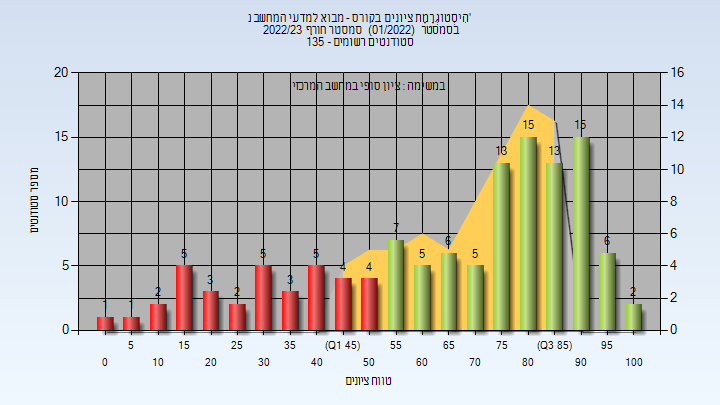 היסטוגרמת ציונים בקורס - מבוא למדעי המחשב נ'
בסמסטר (01/2022) סמסטר חורף 2022/23
סטודנטים רשומים - 135
במשימה : ציון סופי במחשב המרכזי
מספר סטודנטים
20
15
10
5
0
16
14
12
10
8
6
4
2
0
1 1 2 5 3 2 5 3 5 4 4 7 5 6 5 13 15 13 15 6 2
5 15 25 35 (Q1 45) 55 65 75 (Q3 85) 95
0 10 20 30 40 50 60 70 80 90 100
טווח ציונים